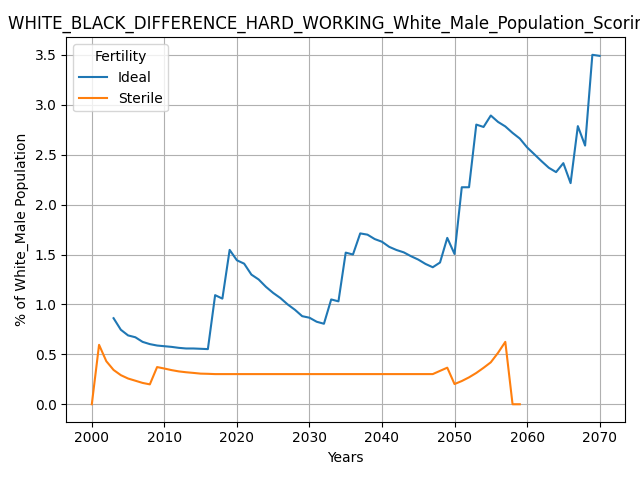 WHITE_BLACK_DIFFERENCE_HARD_WORKING_White_Male_Population_Scorin
Fertility
Ideal
Sterile
% of White_Male Population
3.5
3.0
2.5
2.0
1.5
1.0
0.5
0.0
2000 2010 2020 2030 2040 2050 2060 2070
Years